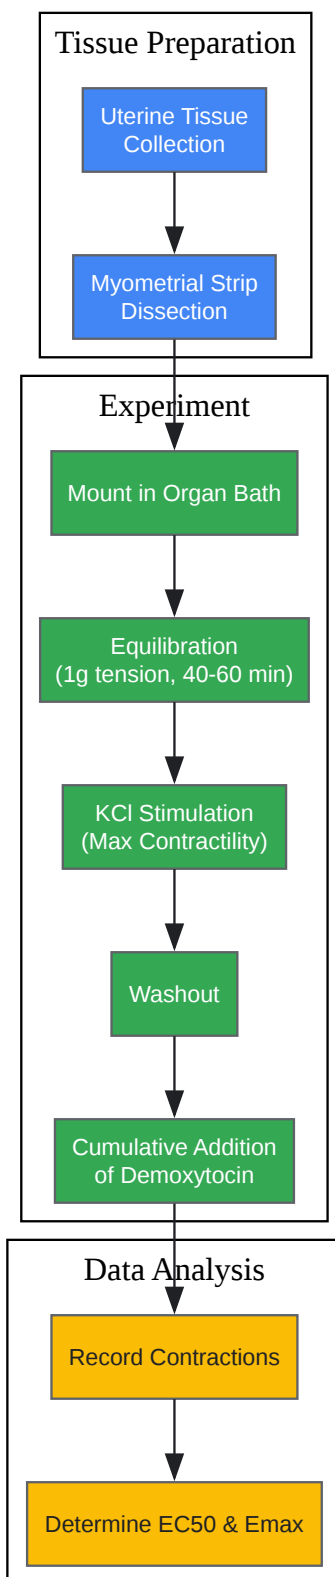 Tissue Preparation
Uterine Tissue
Collection
Myometrial Strip
Dissection
Experiment
Mount in Organ Bath
Equilibration
(1g tension, 40-60 min)
KCl Stimulation
(Max Contractility)
Washout
Cumulative Addition
of Demoxytocin
Data Analysis
Record Contractions
Determine EC50 & Emax